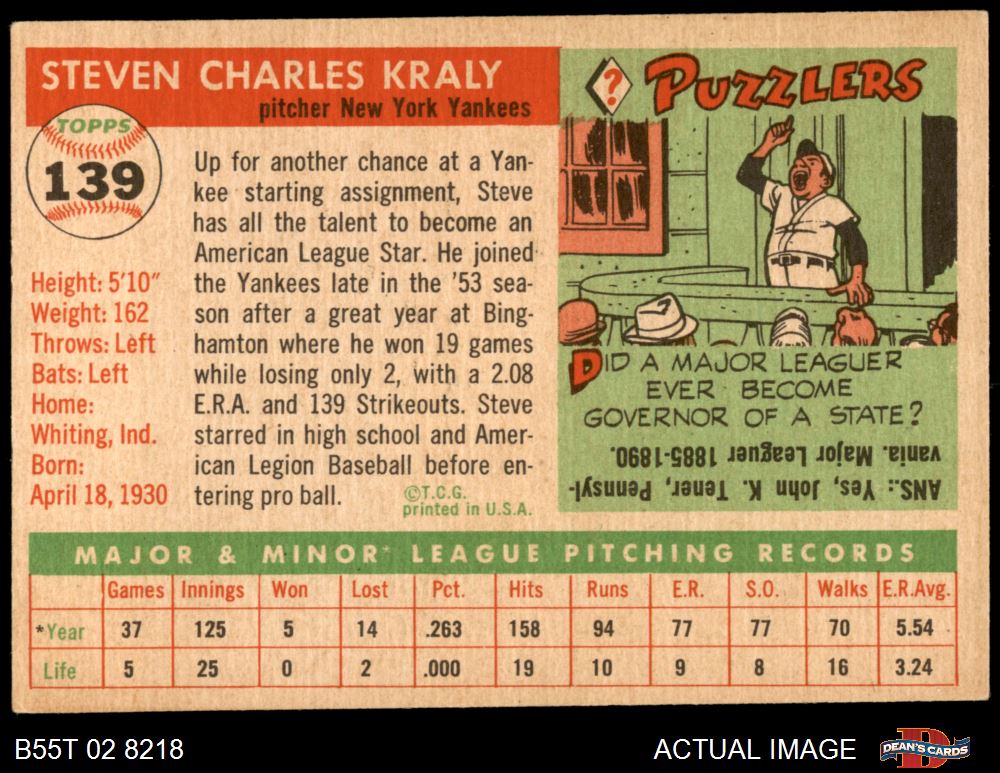 STEVEN CHARLES KRALY
pitcher New York Yankees
TOPPS
139
Height: 5'10"
Weight: 162
Throws: Left
Bats: Left
Home:
Whiting, Ind.
Born:
April 18, 1930
Up for another chance at a Yan-
kee starting assignment, Steve
has all the talent to become an
American League Star. He joined
the Yankees late in the '53 sea-
son after a great year at Bing-
hamton where he won 19 games
while losing only 2, with a 2.08
E.R.A. and 139 Strikeouts. Steve
starred in high school and Amer-
ican Legion Baseball before en-
tering pro ball.
©T.C.G.
printed in U.S.A.
? PUZZLERS
DID A MAJOR LEAGUER
EVER BECOME
GOVERNOR OF A STATE?
ANS.: Yes, John K. Tener, Pennsyl-
vania. Major Leaguer 1885-1890.
MAJOR & MINOR* LEAGUE PITCHING RECORDS
Games Innings Won Lost Pct. Hits Runs E.R. S.O. Walks E.R.Avg.
*Year 37 125 5 14 .263 158 94 77 77 70 5.54
Life 5 25 0 2 .000 19 10 9 8 16 3.24
B55T 02 8218
ACTUAL IMAGE
D
DEAN'S CARDS